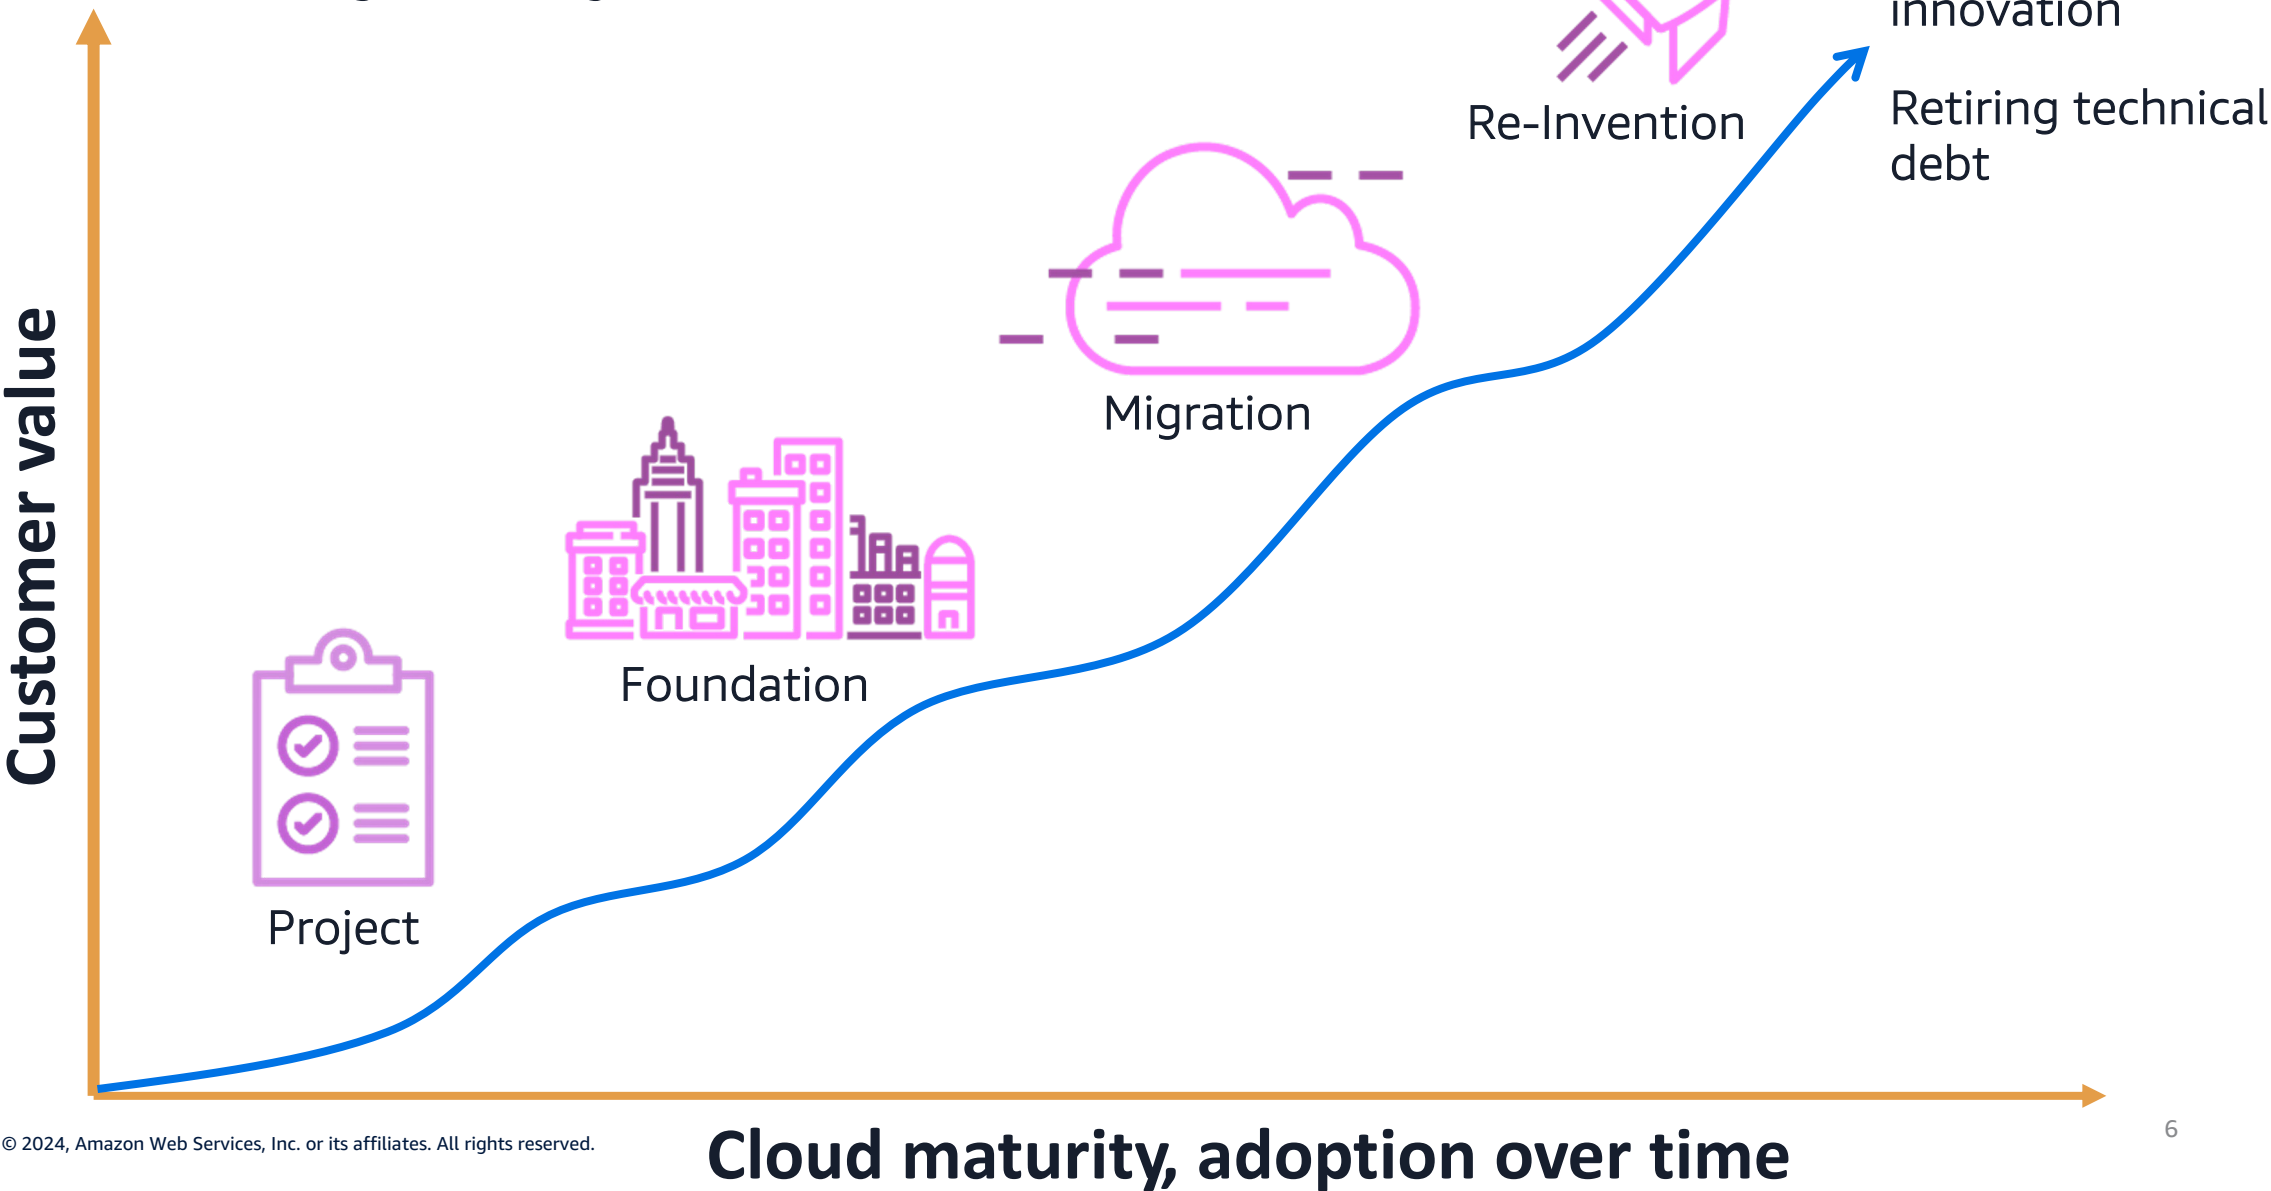 innovation
Retiring technical
debt
Re-Invention
Migration
Foundation
Project
Customer value
Cloud maturity, adoption over time
© 2024, Amazon Web Services, Inc. or its affiliates. All rights reserved.
6